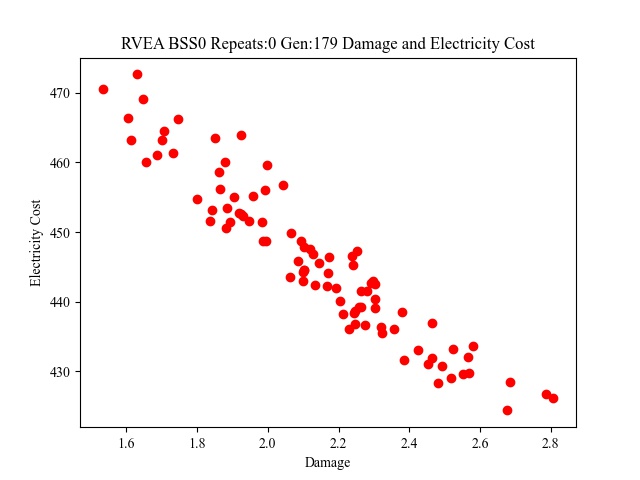 RVEA BSS0 Repeats:0 Gen:179 Damage and Electricity Cost
470
460
450
440
430
Electricity Cost
1.6 1.8 2.0 2.2 2.4 2.6 2.8
Damage